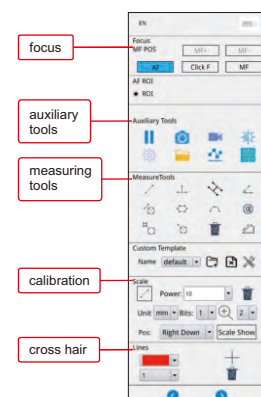 EN
focus
Focus
MF POS
MF+
MF-
AF
Click F
MF
AF ROI
ROI
auxiliary
tools
Auxiliary Tools
measuring
tools
MeasureTools
Custom Template
Name default
calibration
Scale
Power: 10
Unit mm Bits: 1 2
Pos: Right Down Scale Show
cross hair
Lines
1